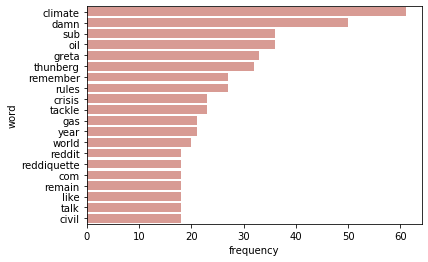 climate
damn
sub
oil
greta
thunberg
remember
rules
crisis
tackle
gas
year
world
reddit
reddiquette
com
remain
like
talk
civil
word
0 10 20 30 40 50 60
frequency